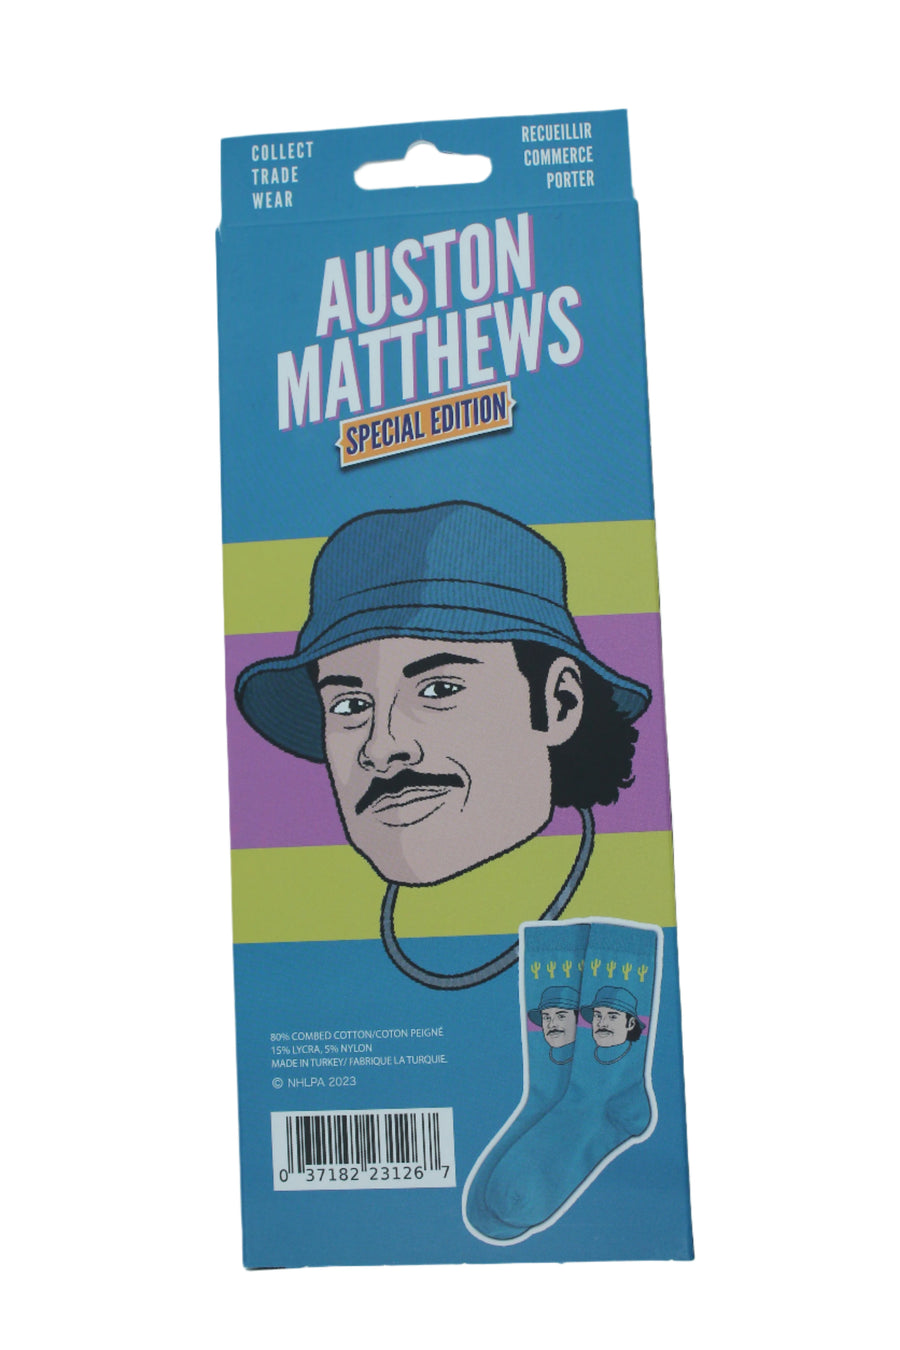 COLLECT
TRADE
WEAR
RECUEILLIR
COMMERCE
PORTER
AUSTON
MATTHEWS
SPECIAL EDITION
80% COMBED COTTON/COTON PEIGNÉ
15% LYCRA, 5% NYLON
MADE IN TURKEY/ FABRIQUE LA TURQUIE.
© NHLPA 2023
0 37182 23126 7